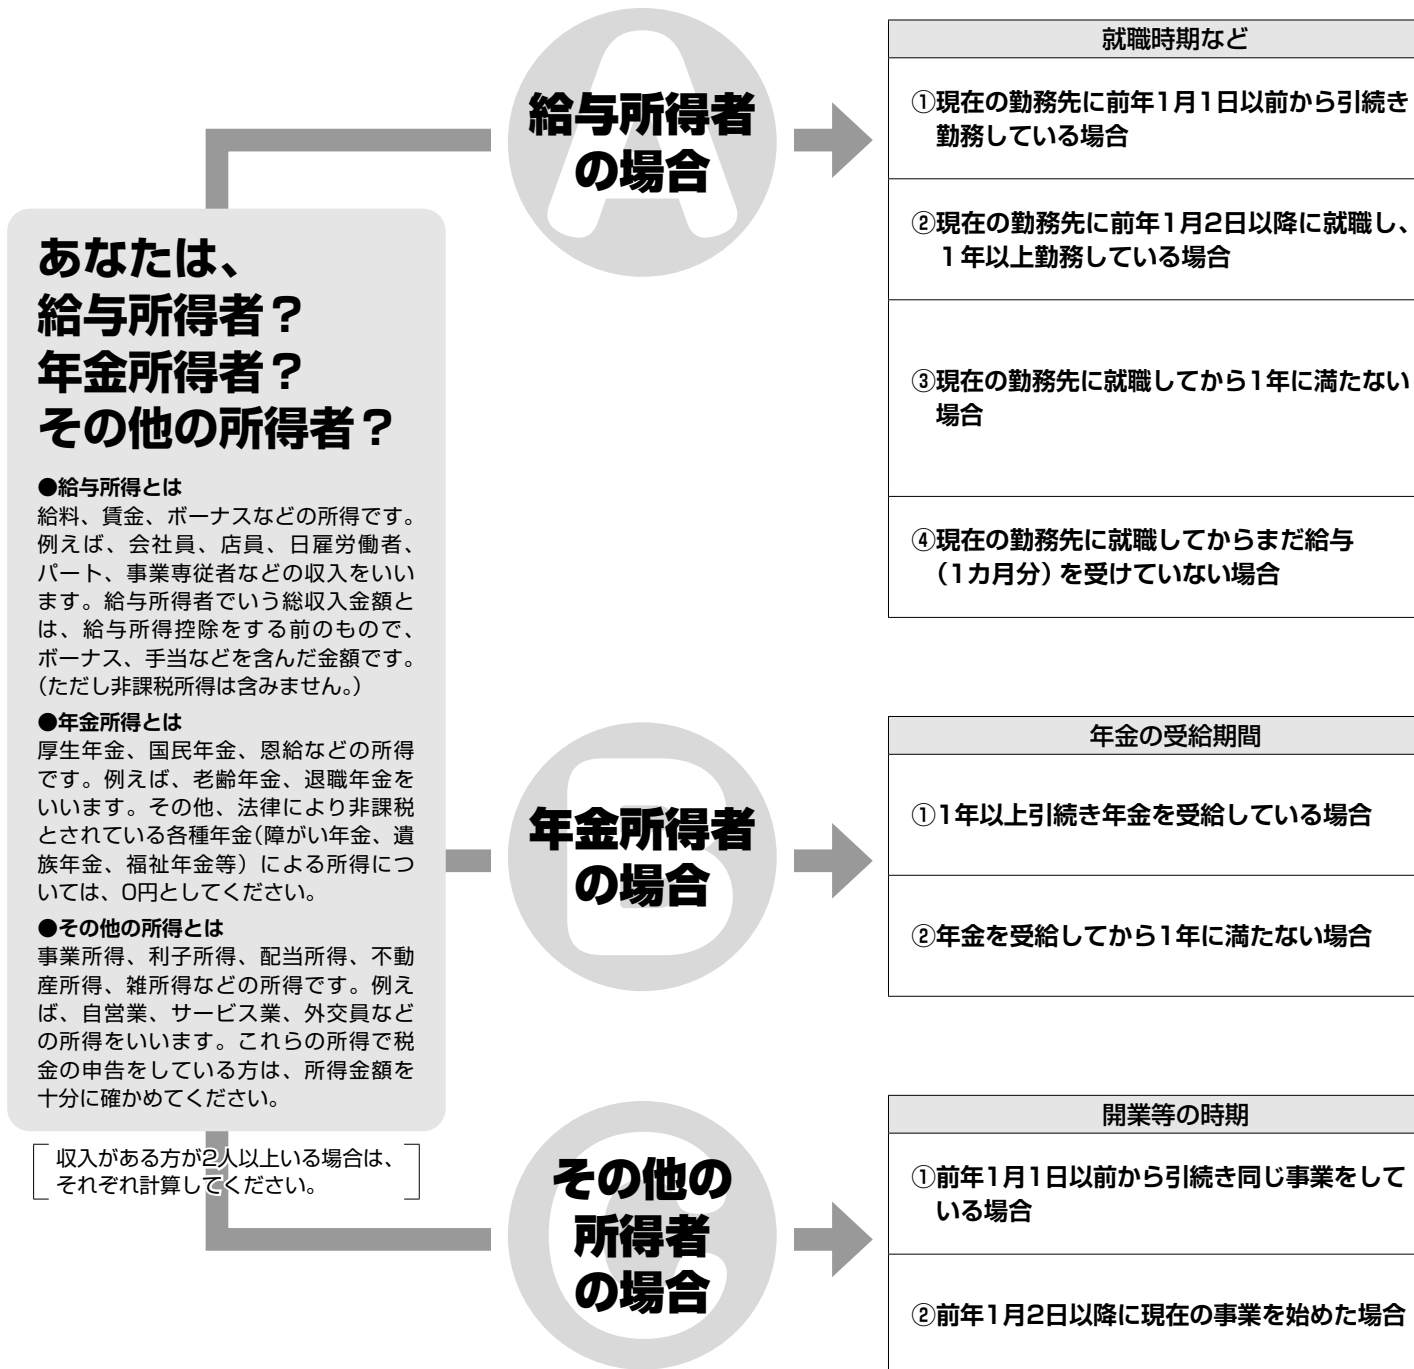 あなたは、
給与所得者？
年金所得者？
その他の所得者？
●給与所得とは
給料、賃金、ボーナスなどの所得です。
例えば、会社員、店員、日雇労働者、
パート、事業専従者などの収入をいい
ます。給与所得者でいう総収入金額と
は、給与所得控除をする前のもので、
ボーナス、手当などを含んだ金額です。
（ただし非課税所得は含みません。）
●年金所得とは
厚生年金、国民年金、恩給などの所得
です。例えば、老齢年金、退職年金を
いいます。その他、法律により非課税
とされている各種年金（障がい年金、遺
族年金、福祉年金等）による所得につ
いては、0円としてください。
●その他の所得とは
事業所得、利子所得、配当所得、不動
産所得、雑所得などの所得です。例え
ば、自営業、サービス業、外交員など
の所得をいいます。これらの所得で税
金の申告をしている方は、所得金額を
十分に確かめてください。
収入がある方が2人以上いる場合は、
それぞれ計算してください。
A
給与所得者
の場合
就職時期など
①現在の勤務先に前年1月1日以前から引続き
勤務している場合
②現在の勤務先に前年1月2日以降に就職し、
1年以上勤務している場合
③現在の勤務先に就職してから1年に満たない
場合
④現在の勤務先に就職してからまだ給与
（1カ月分）を受けていない場合
B
年金所得者
の場合
年金の受給期間
①1年以上引続き年金を受給している場合
②年金を受給してから1年に満たない場合
C
その他の
所得者
の場合
開業等の時期
①前年1月1日以前から引続き同じ事業をして
いる場合
②前年1月2日以降に現在の事業を始めた場合